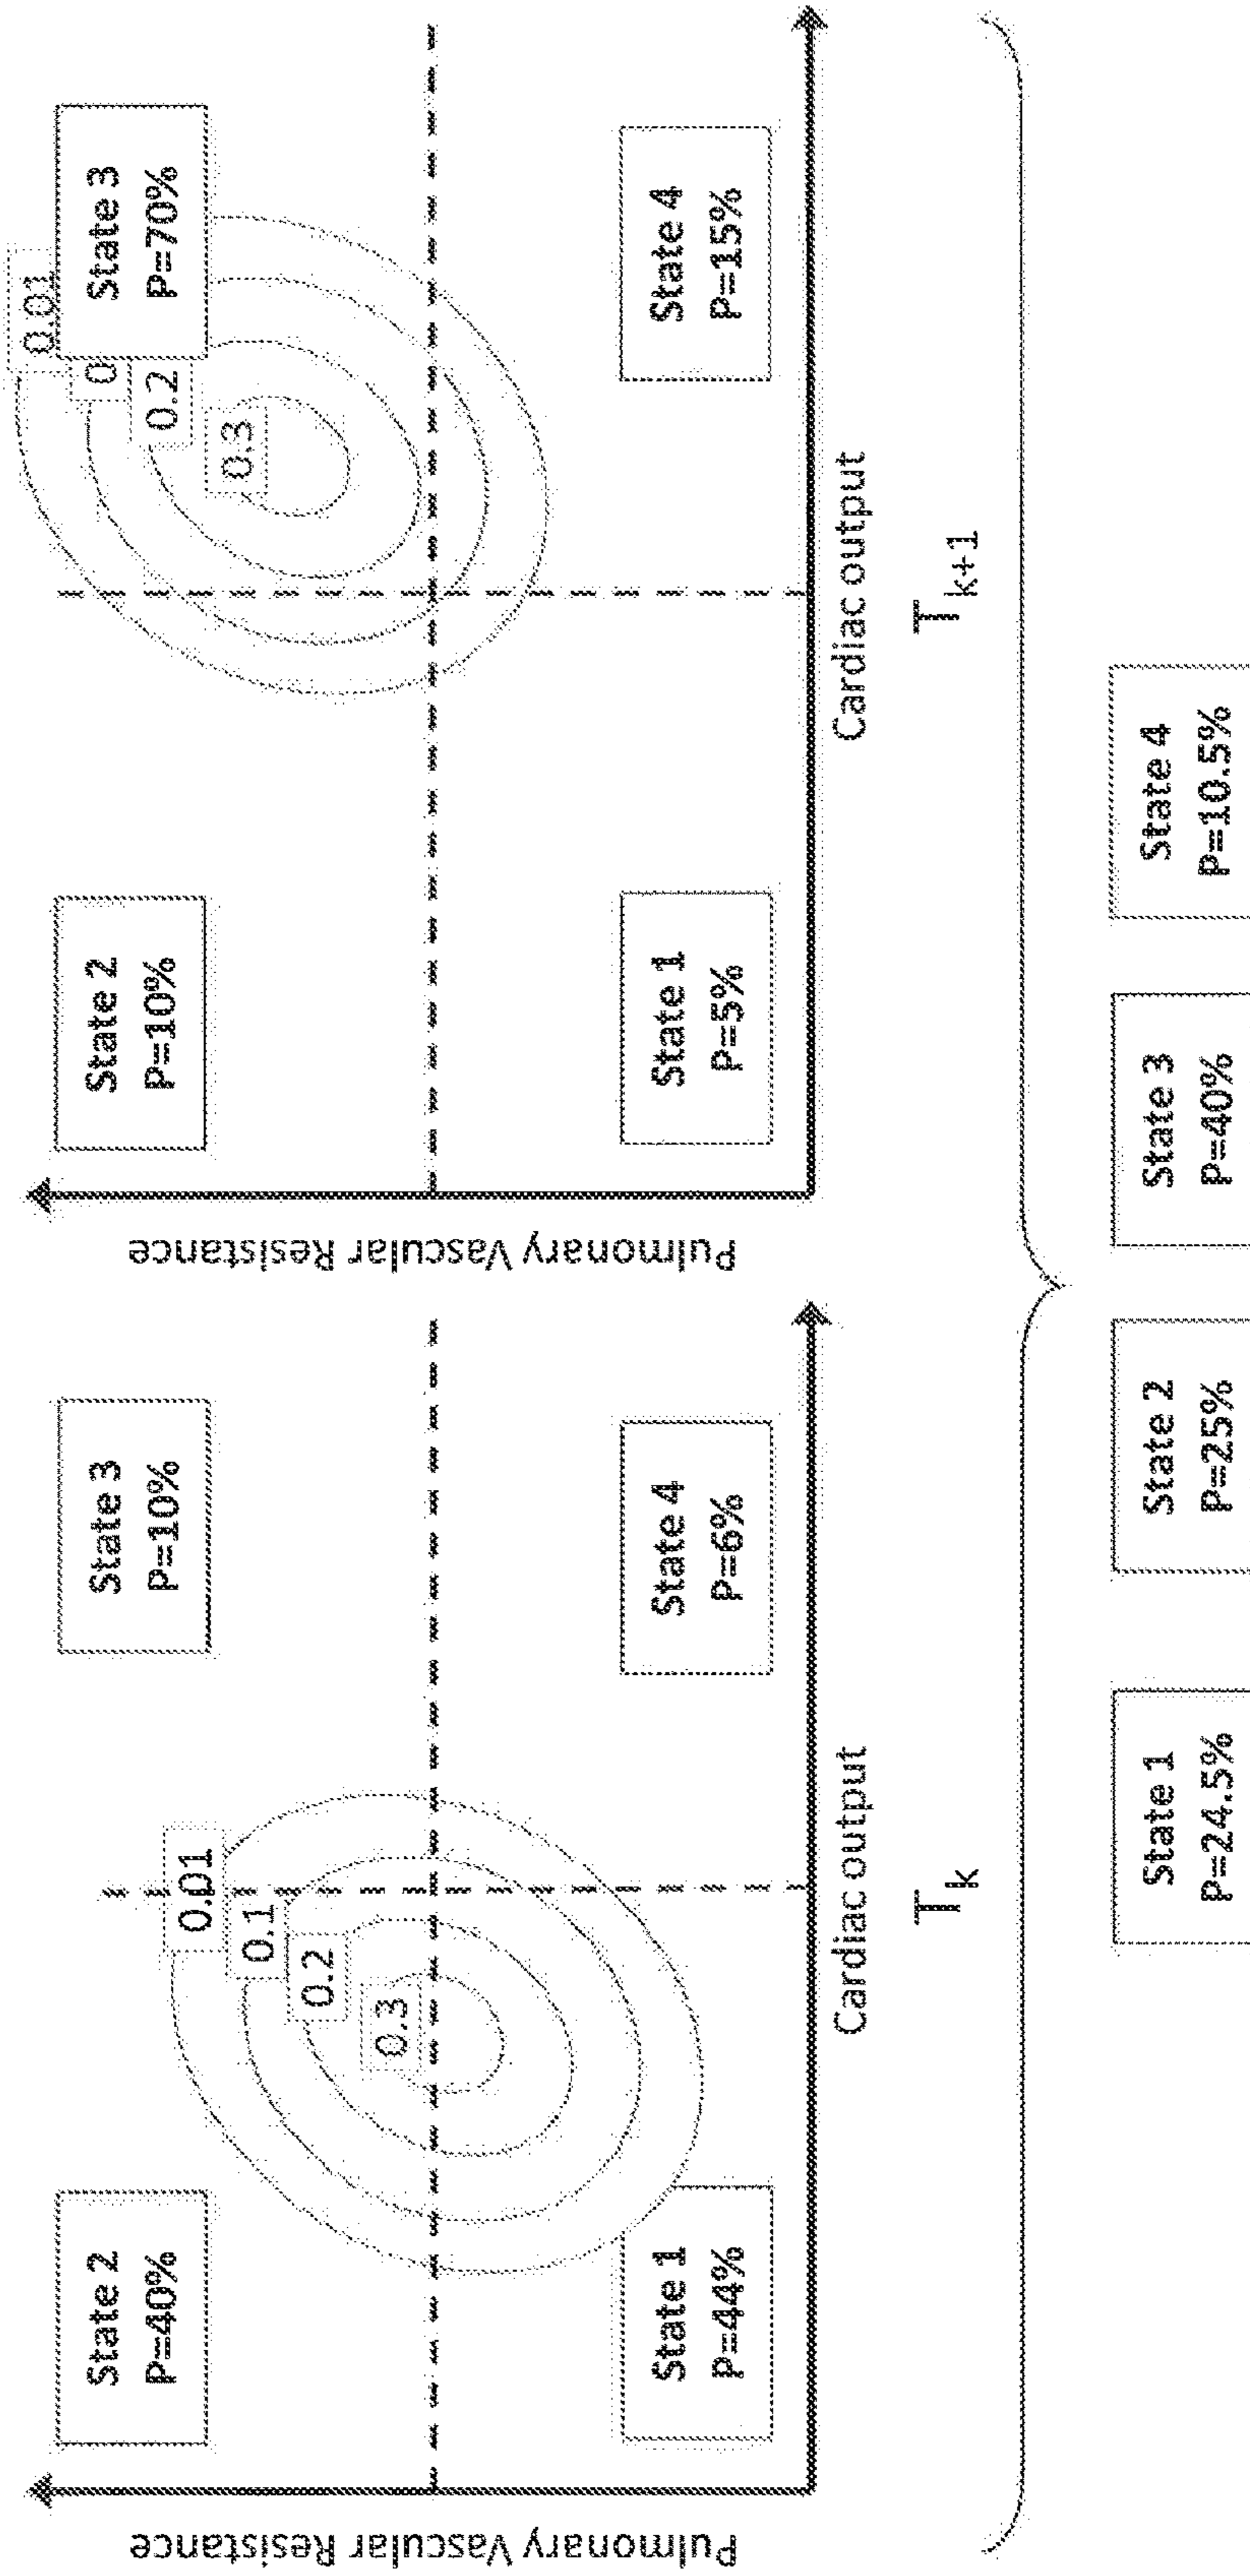 Pulmonary Vascular Resistance
State 2
P=40%
State 3
P=10%
0.01
0.1
0.2
0.3
State 1
P=44%
State 4
P=6%
Cardiac output
T k
Pulmonary Vascular Resistance
State 2
P=10%
State 3
P=70%
0.01
0
0.2
0.3
State 1
P=5%
State 4
P=15%
Cardiac output
T k+1
State 1
P=24.5%
State 2
P=25%
State 3
P=40%
State 4
P=10.5%